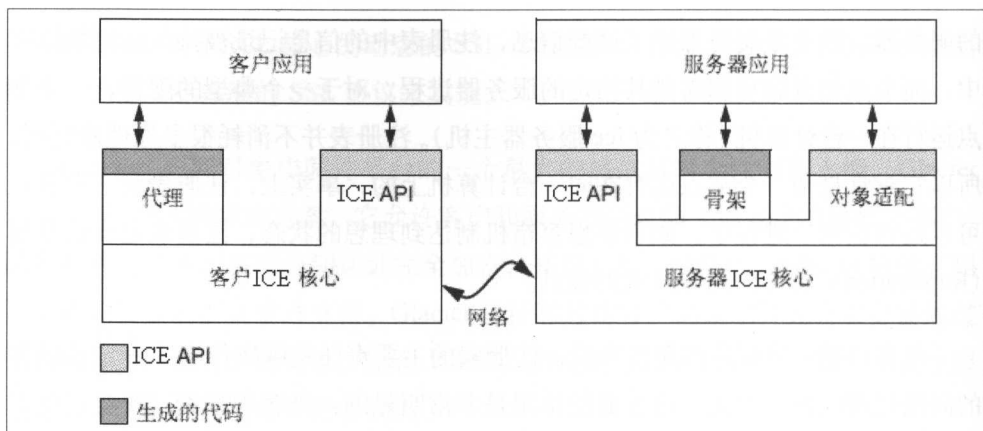 客户应用
服务器应用
代理
ICE API
ICE API
骨架
对象适配
客户ICE 核心
服务器ICE核心
网络
ICE API
生成的代码